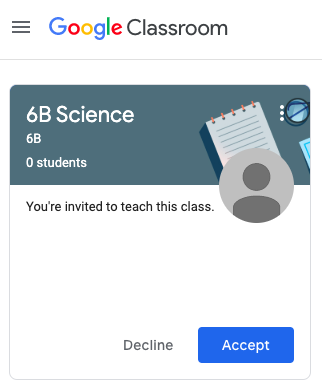 Google Classroom
6B Science
6B
0 students
You're invited to teach this class.
Decline Accept